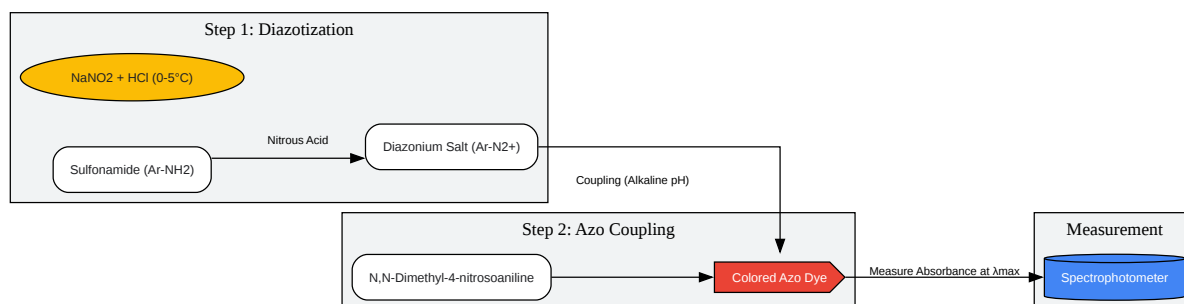 Step 1: Diazotization
NaNO2 + HCl (0-5°C)
Nitrous Acid
Sulfonamide (Ar-NH2)
Diazonium Salt (Ar-N2+)
Coupling (Alkaline pH)
Step 2: Azo Coupling
N,N-Dimethyl-4-nitrosoaniline
Colored Azo Dye
Measure Absorbance at λmax
Measurement
Spectrophotometer